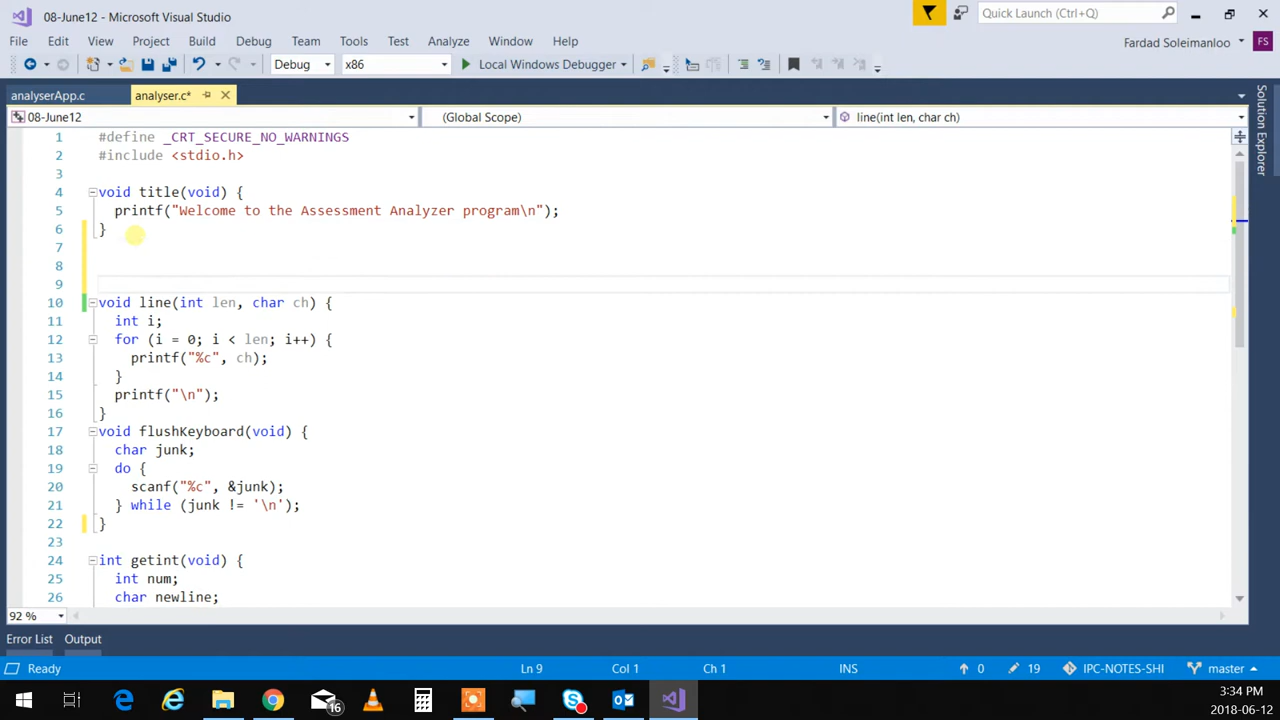 08-June12 - Microsoft Visual Studio
Quick Launch (Ctrl+Q)
File Edit View Project Build Debug Team Tools Test Analyze Window Help
Fardad Soleimanloo FS
Debug x86 Local Windows Debugger
analyserApp.c analyser.c*
08-June12 (Global Scope) line(int len, char ch)
Solution Explorer
1 #define _CRT_SECURE_NO_WARNINGS
2 #include <stdio.h>
3
4 void title(void) {
5 printf("Welcome to the Assessment Analyzer program\n");
6 }
7
8
9
10 void line(int len, char ch) {
11 int i;
12 for (i = 0; i < len; i++) {
13 printf("%c", ch);
14 }
15 printf("\n");
16 }
17 void flushKeyboard(void) {
18 char junk;
19 do {
20 scanf("%c", &junk);
21 } while (junk != '\n');
22 }
23
24 int getint(void) {
25 int num;
26 char newline;
92 %
Error List Output
Ready Ln 9 Col 1 Ch 1 INS 0 19 IPC-NOTES-SHI master
16
3:34 PM
2018-06-12